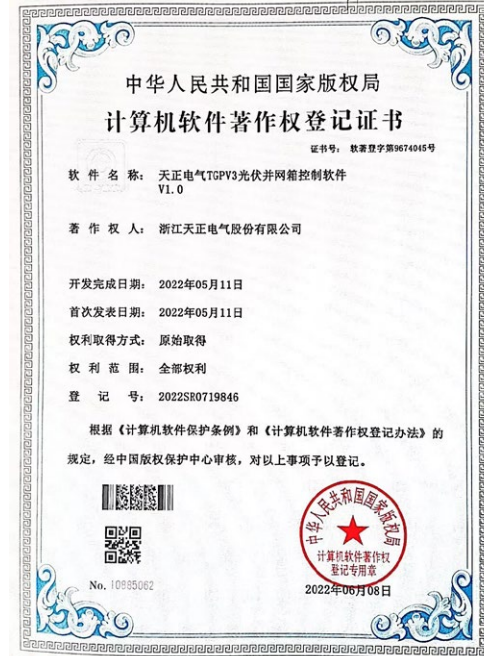 中华人民共和国国家版权局
计算机软件著作权登记证书
证书号： 软著登字第9674045号
软件名称： 天正电气TGPV3光伏并网箱控制软件
V1.0
著作权人： 浙江天正电气股份有限公司
开发完成日期： 2022年05月11日
首次发表日期： 2022年05月11日
权利取得方式： 原始取得
权利范围： 全部权利
登记号： 2022SR0719846
根据《计算机软件保护条例》和《计算机软件著作权登记办法》的
规定，经中国版权保护中心审核，对以上事项予以登记。
中华人民共和国国家版权局
计算机软件著作权
登记专用章
No. 10885062
2022年06月08日